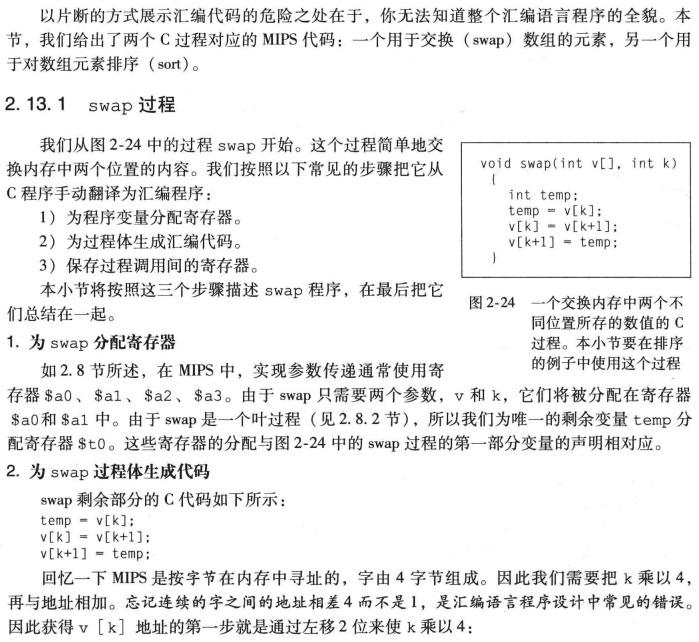 以片断的方式展示汇编代码的危险之处在于，你无法知道整个汇编语言程序的全貌。本
节，我们给出了两个 C 过程对应的 MIPS 代码：一个用于交换（swap）数组的元素，另一个用
于对数组元素排序（sort）。
2.13.1 swap 过程
我们从图 2-24 中的过程 swap 开始。这个过程简单地交
换内存中两个位置的内容。我们按照以下常见的步骤把它从
C 程序手动翻译为汇编程序：
1）为程序变量分配寄存器。
2）为过程体生成汇编代码。
3）保存过程调用间的寄存器。
本小节将按照这三个步骤描述 swap 程序，在最后把它
们总结在一起。
void swap(int v[], int k)
{
int temp;
temp = v[k];
v[k] = v[k+1];
v[k+1] = temp;
}
图 2-24 一个交换内存中两个不
同位置所存的数值的 C
过程。本小节要在排序
的例子中使用这个过程
1. 为 swap 分配寄存器
如 2.8 节所述，在 MIPS 中，实现参数传递通常使用寄
存器 $a0、$a1、$a2、$a3。由于 swap 只需要两个参数，v 和 k，它们将被分配在寄存器
$a0和 $a1 中。由于 swap 是一个叶过程（见 2.8.2 节），所以我们为唯一的剩余变量 temp 分
配寄存器 $t0。这些寄存器的分配与图 2-24 中的 swap 过程的第一部分变量的声明相对应。
2. 为 swap 过程体生成代码
swap 剩余部分的 C 代码如下所示：
temp = v[k];
v[k] = v[k+1];
v[k+1] = temp;
回忆一下 MIPS 是按字节在内存中寻址的，字由 4 字节组成。因此我们需要把 k 乘以 4，
再与地址相加。忘记连续的字之间的地址相差 4 而不是 1，是汇编语言程序设计中常见的错误。
因此获得 v [k] 地址的第一步就是通过左移 2 位来使 k 乘以 4：